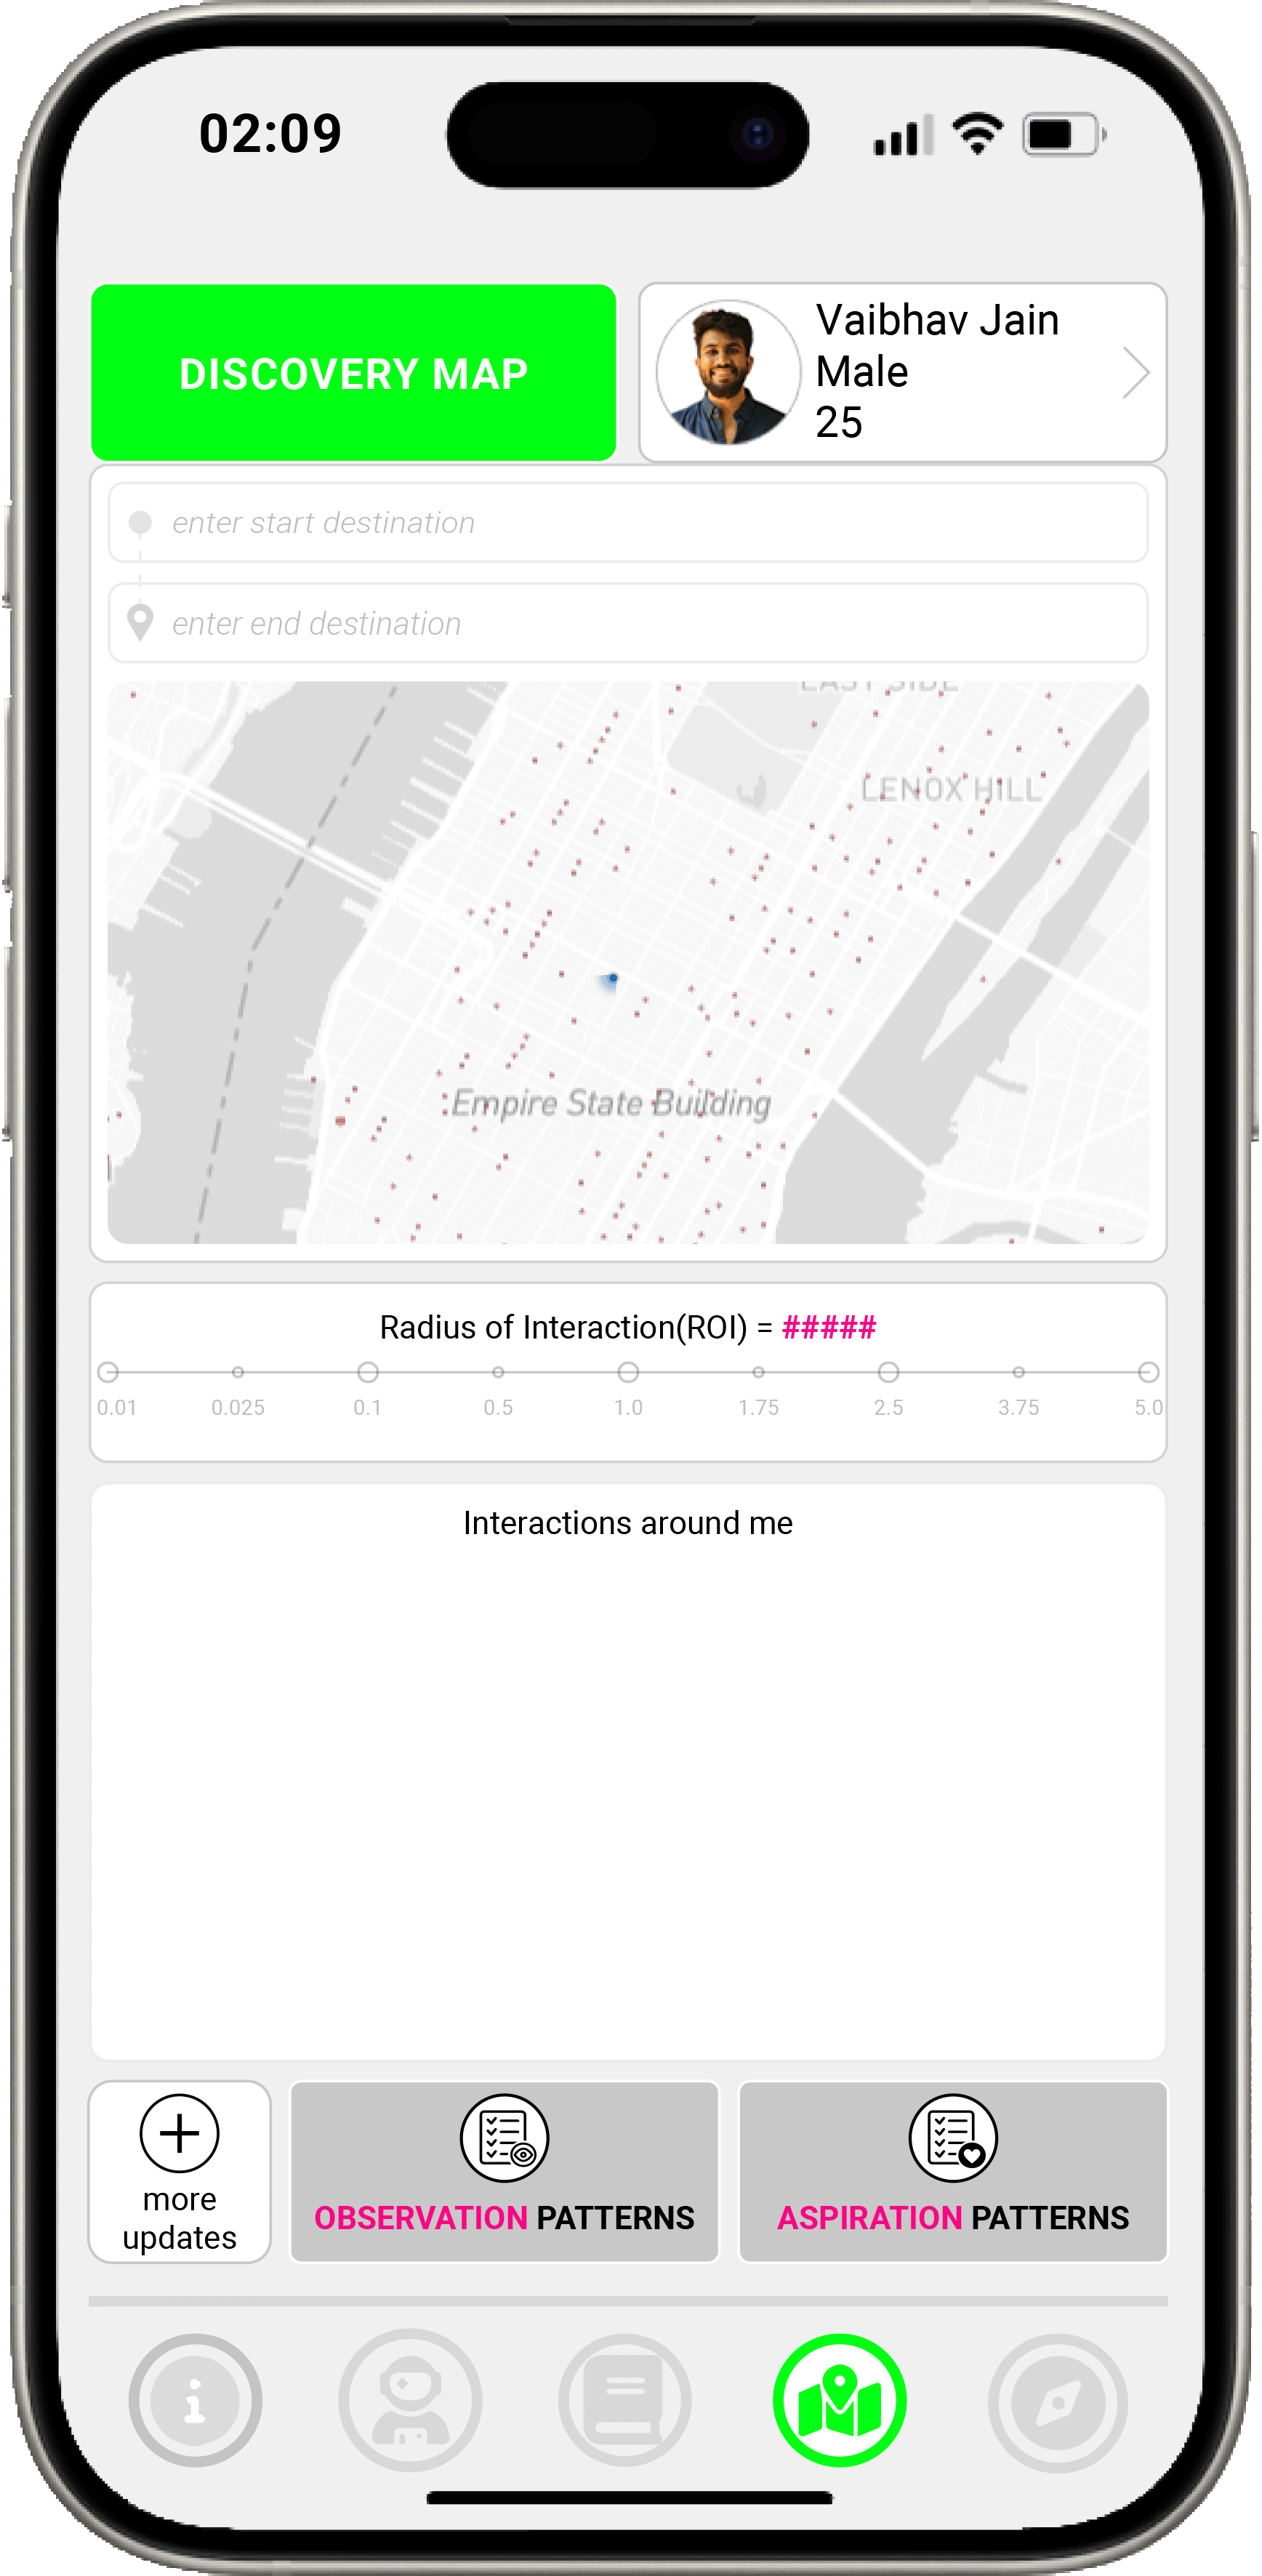 02:09
DISCOVERY MAP
Vaibhav Jain
Male
25
enter start destination
enter end destination
EAST SIDE
LENOX HILL
Empire State Building
Radius of Interaction(ROI) = #####
0.01 0.025 0.1 0.5 1.0 1.75 2.5 3.75 5.0
Interactions around me
more
updates
OBSERVATION PATTERNS
ASPIRATION PATTERNS